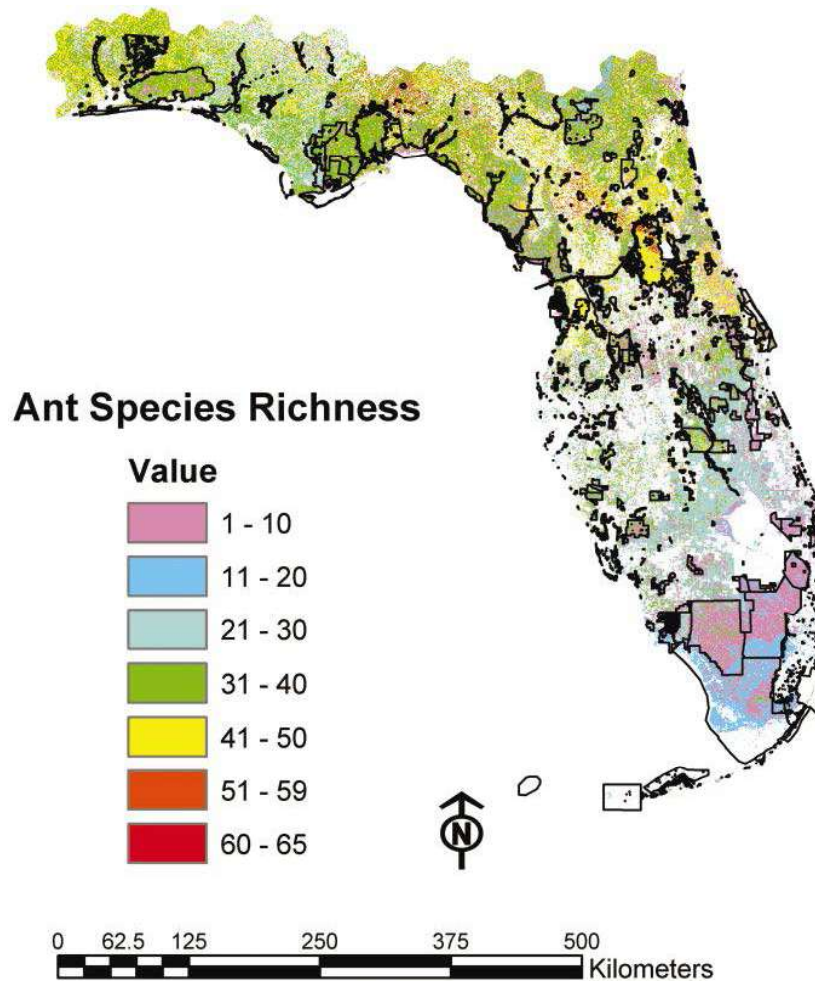 Ant Species Richness
Value
1 - 10
11 - 20
21 - 30
31 - 40
41 - 50
51 - 59
60 - 65
N
0 62.5 125 250 375 500
Kilometers